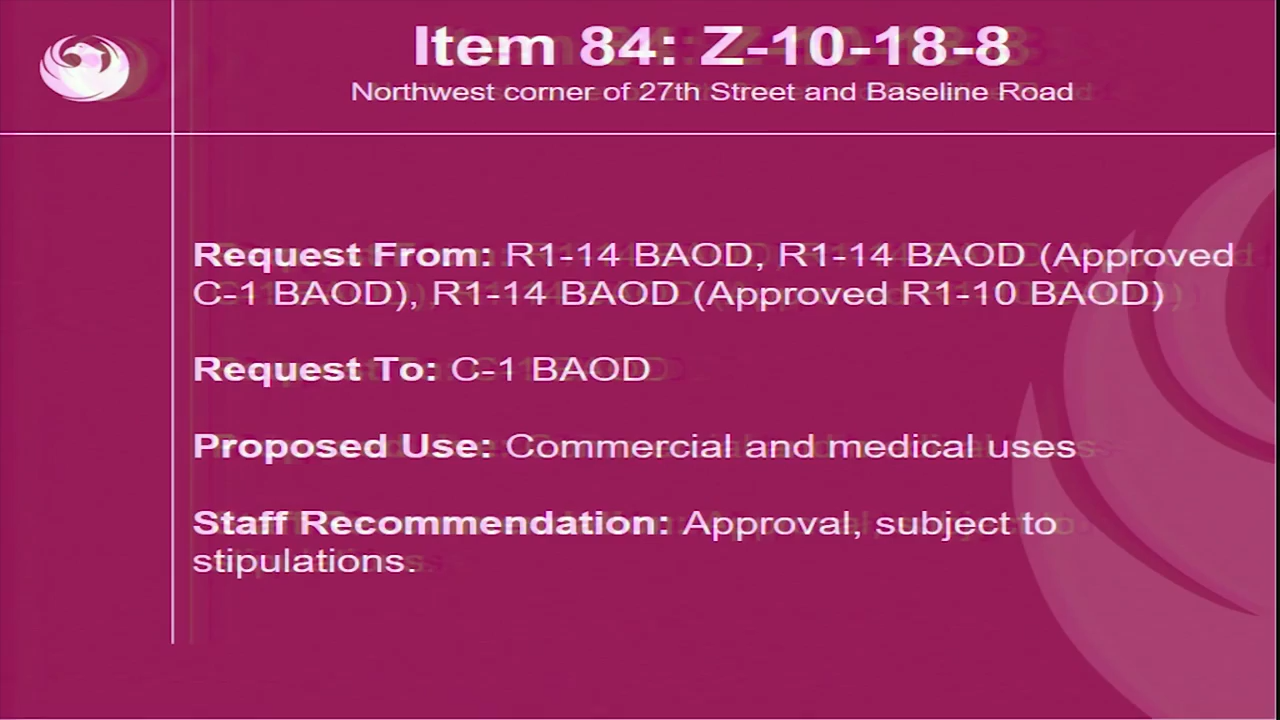 Item 84: Z-10-18-8
Northwest corner of 27th Street and Baseline Road
Request From: R1-14 BAOD, R1-14 BAOD (Approved
C-1 BAOD), R1-14 BAOD (Approved R1-10 BAOD)
Request To: C-1 BAOD
Proposed Use: Commercial and medical uses
Staff Recommendation: Approval, subject to
stipulations.